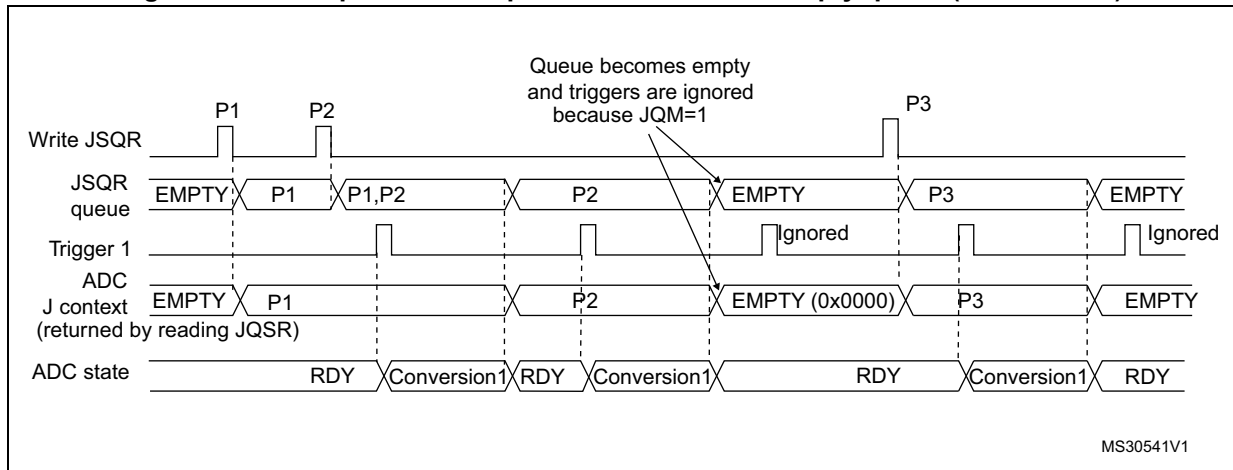 Queue becomes empty
and triggers are ignored
because JQM=1
P1 P2 P3
Write JSQR
JSQR
queue
EMPTY P1 P1,P2 P2 EMPTY P3 EMPTY
Trigger 1 Ignored Ignored
ADC
J context
(returned by reading JQSR)
EMPTY P1 P2 EMPTY (0x0000) P3 EMPTY
ADC state RDY Conversion1 RDY Conversion1 RDY Conversion1 RDY
MS30541V1